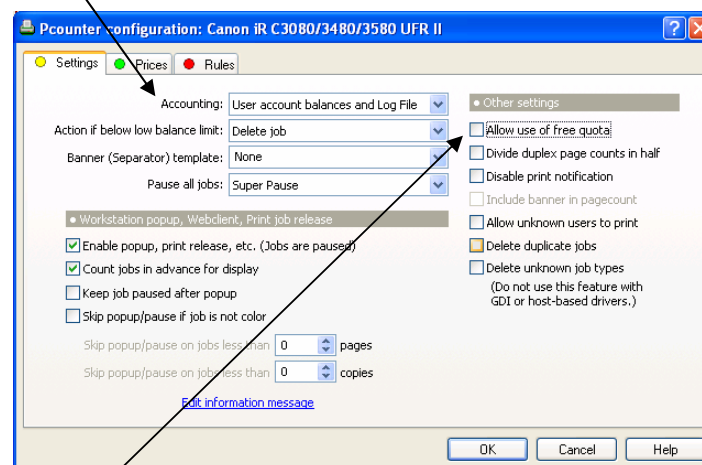 Pcounter configuration: Canon iR C3080/3480/3580 UFR II
Settings
Prices
Rules
Accounting: User account balances and Log File
Action if below low balance limit: Delete job
Banner (Separator) template: None
Pause all jobs: Super Pause
• Workstation popup, Webclient, Print job release
Enable popup, print release, etc. (Jobs are paused)
Count jobs in advance for display
Keep job paused after popup
Skip popup/pause if job is not color
Skip popup/pause on jobs less than 0 pages
Skip popup/pause on jobs less than 0 copies
Edit information message
• Other settings
Allow use of free quota
Divide duplex page counts in half
Disable print notification
Include banner in pagecount
Allow unknown users to print
Delete duplicate jobs
Delete unknown job types
(Do not use this feature with
GDI or host-based drivers.)
OK
Cancel
Help